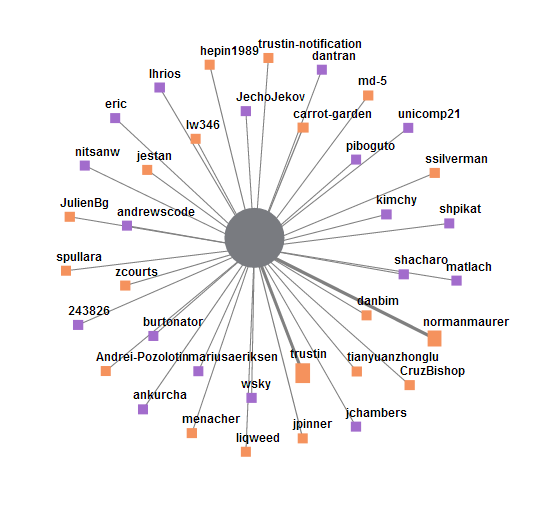 trustin-notification
hepin1989
dantran
lhrios
md-5
JechoJekov
eric
carrot-garden
unicomp21
lw346
piboguto
nitsanw
jestan
ssilverman
kimchy
JulienBg
andrewscode
shpikat
spullara
zcourts
shacharo
matlach
danbim
243826
burtonator
normanmaurer
Andrei-Pozolotin
mariusaeriksen
trustin
tianyuanzhonglu
CruzBishop
wsky
ankurcha
menacher
jchambers
liqweed
jpinner